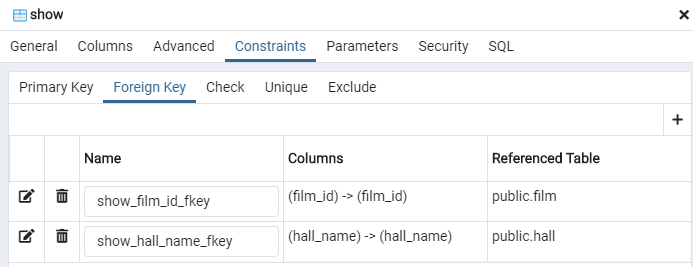 show
General Columns Advanced Constraints Parameters Security SQL
Primary Key Foreign Key Check Unique Exclude
Name Columns Referenced Table
show_film_id_fkey (film_id) -> (film_id) public.film
show_hall_name_fkey (hall_name) -> (hall_name) public.hall